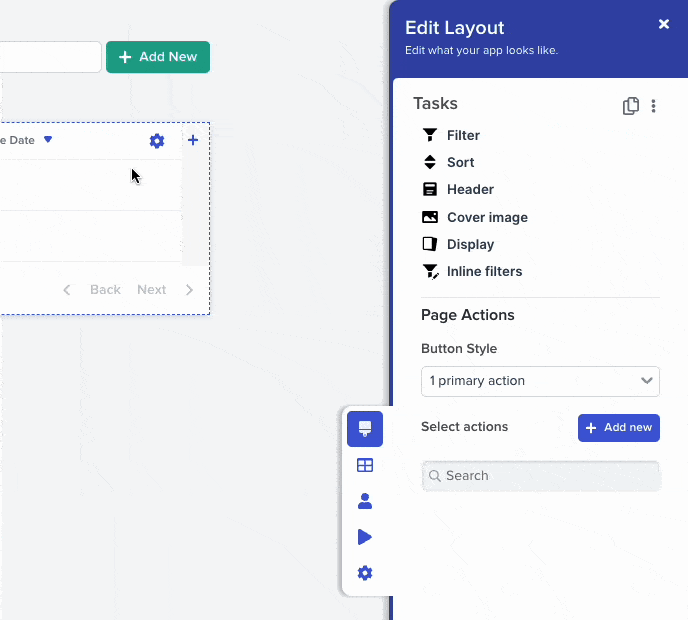 Add New
e Date
Back Next
Edit Layout
Edit what your app looks like.
Tasks
Filter
Sort
Header
Cover image
Display
Inline filters
Page Actions
Button Style
1 primary action
Select actions
Add new
Search